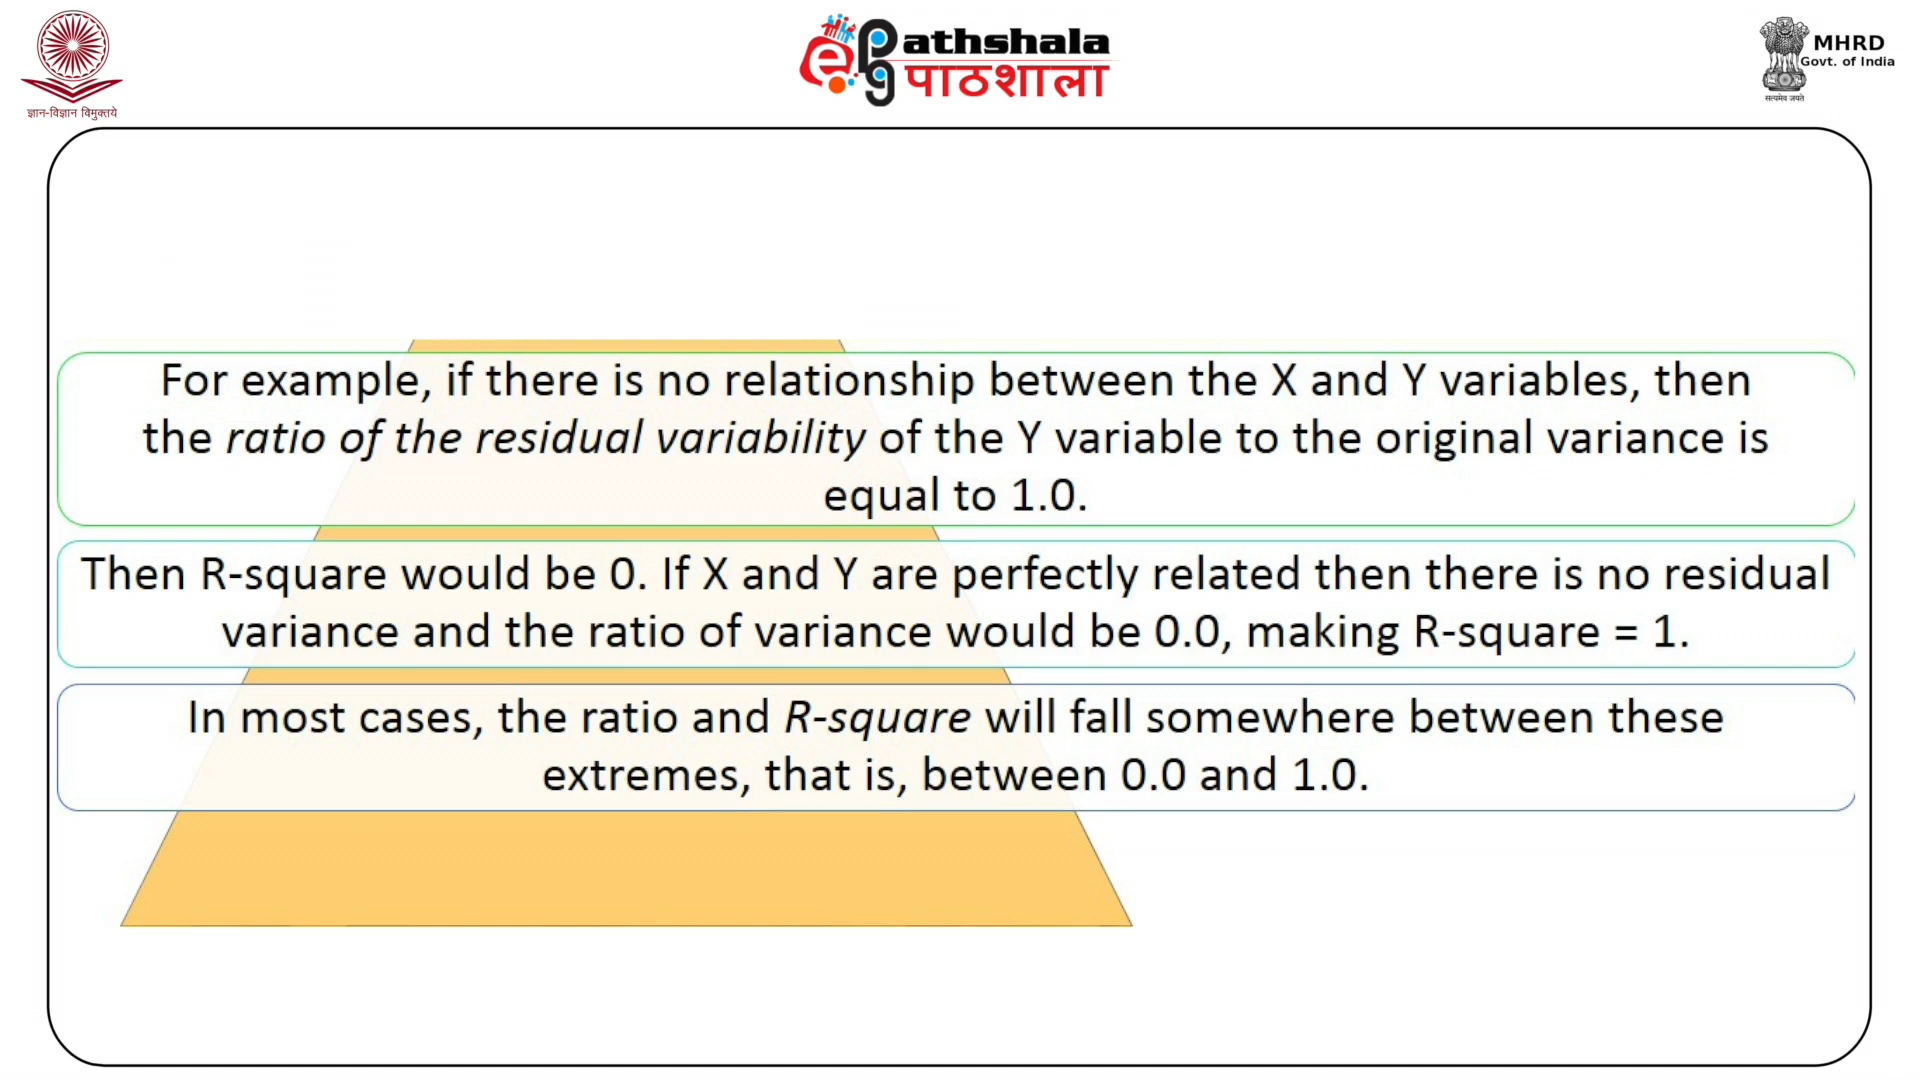 ज्ञान-विज्ञान विमुक्तये
e
Pg
athshala
पाठशाला
MHRD
Govt. of India
सत्यमेव जयते
For example, if there is no relationship between the X and Y variables, then
the ratio of the residual variability of the Y variable to the original variance is
equal to 1.0.
Then R-square would be 0. If X and Y are perfectly related then there is no residual
variance and the ratio of variance would be 0.0, making R-square = 1.
In most cases, the ratio and R-square will fall somewhere between these
extremes, that is, between 0.0 and 1.0.